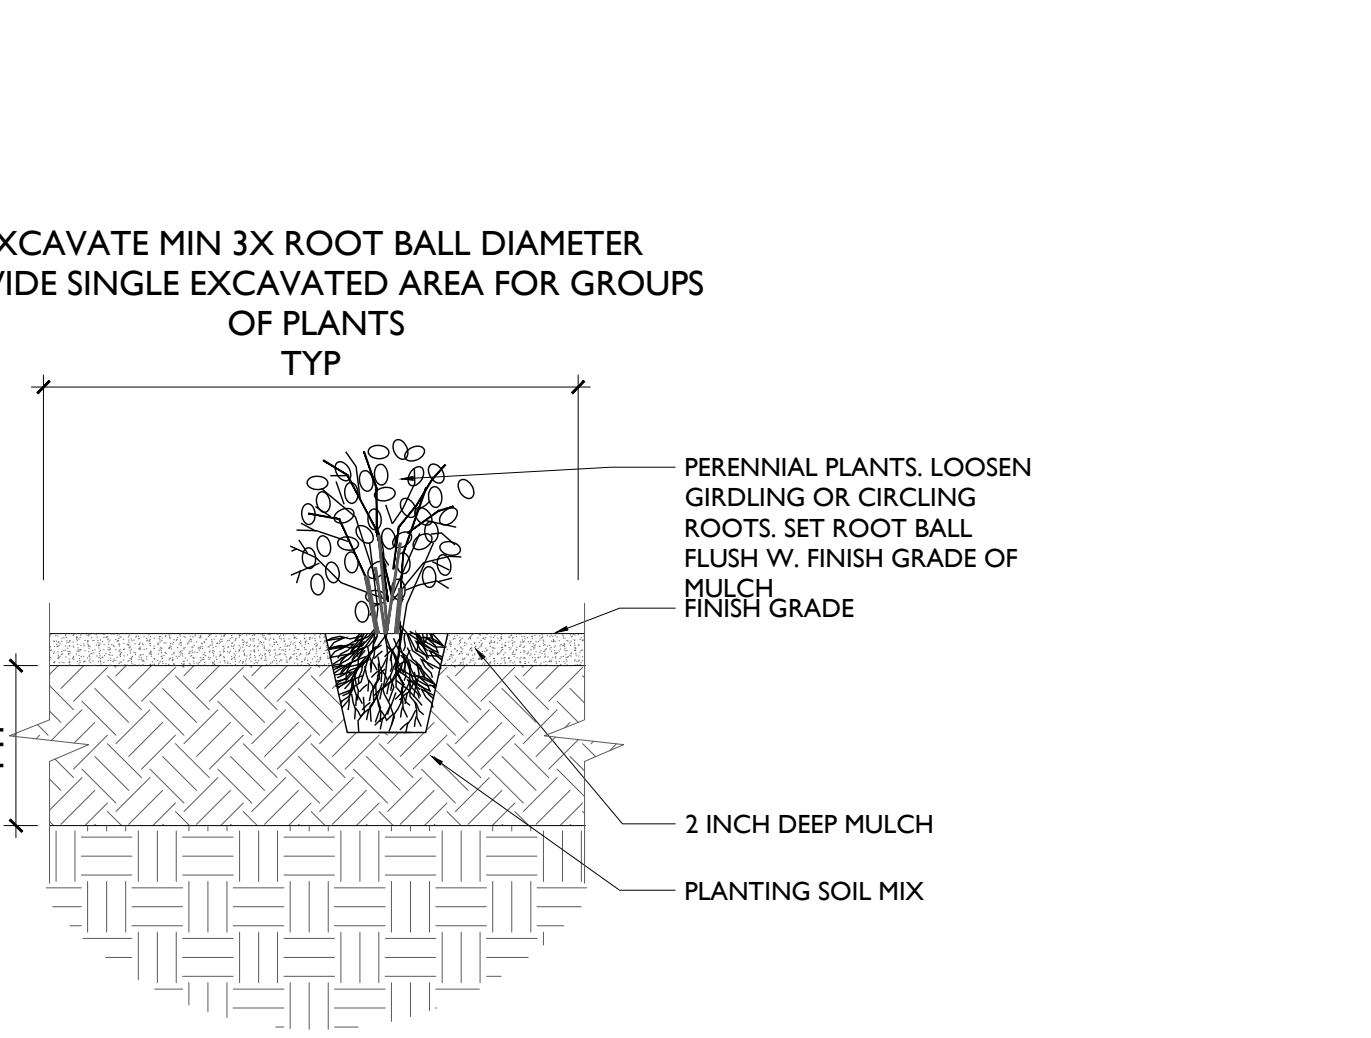 XCAVATE MIN 3X ROOT BALL DIAMETER
VIDE SINGLE EXCAVATED AREA FOR GROUPS
OF PLANTS
TYP
PERENNIAL PLANTS. LOOSEN
GIRDLING OR CIRCLING
ROOTS. SET ROOT BALL
FLUSH W. FINISH GRADE OF
MULCH
FINISH GRADE
2 INCH DEEP MULCH
PLANTING SOIL MIX